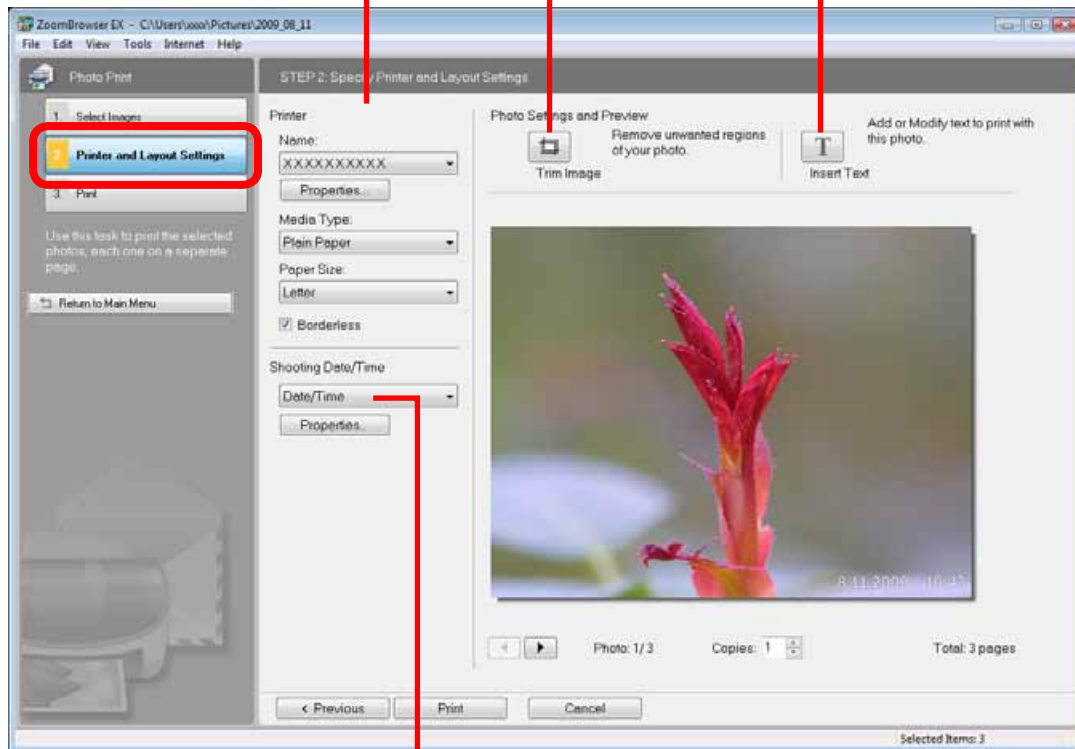 ZoomBrowser EX - C:\Users\xxxx\Pictures\2009_08_11
File Edit View Tools Internet Help
Photo Print
STEP 2: Specify Printer and Layout Settings
1. Select Images
2. Printer and Layout Settings
3. Print
Use this task to print the selected
photos, each one on a separate
page.
Return to Main Menu
Printer
Name:
XXXXXXXXXX
Properties...
Media Type:
Plain Paper
Paper Size:
Letter
Borderless
Shooting Date/Time
Date/Time
Properties...
Photo Settings and Preview
Trim Image
Remove unwanted regions
of your photo.
T
Insert Text
Add or Modify text to print with
this photo.
8.11.2009 10:42
Photo: 1/3
Copies: 1
Total: 3 pages
< Previous
Print
Cancel
Selected Items: 3